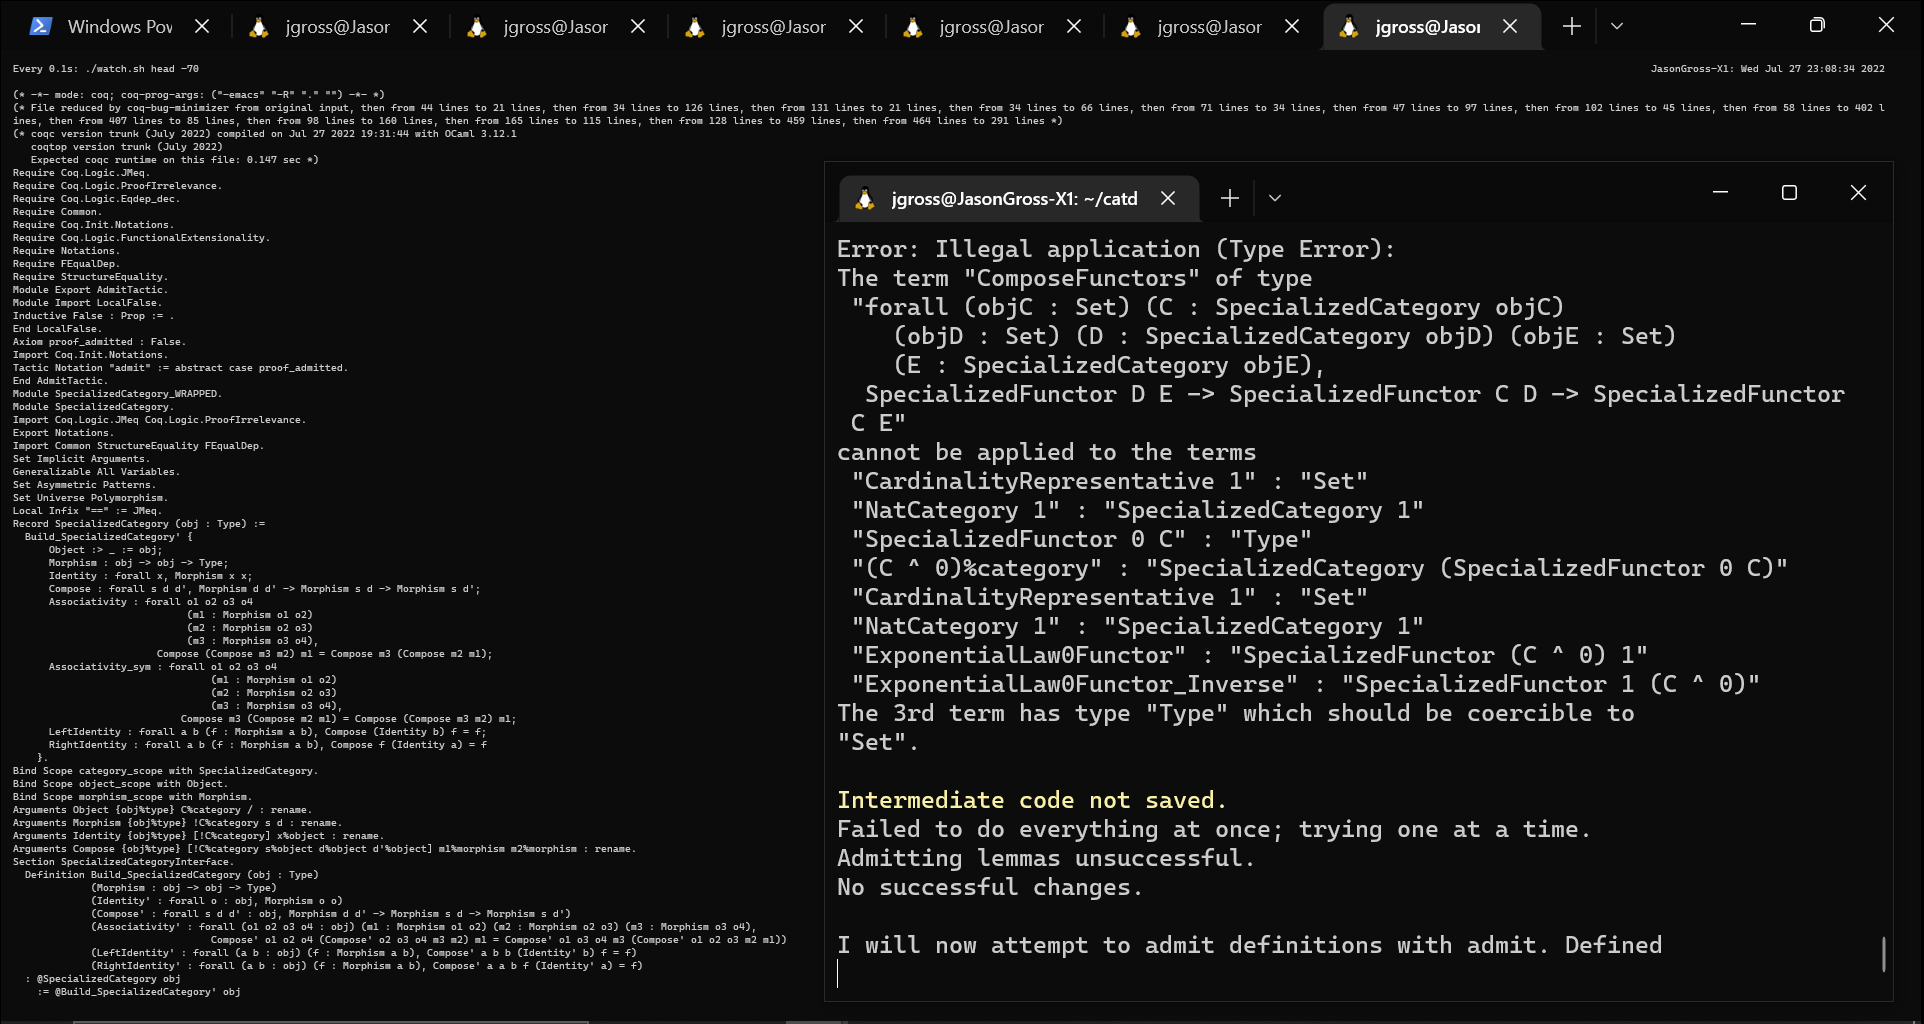 Windows Pov
jgross@Jasor
jgross@Jasor
jgross@Jasor
jgross@Jasor
jgross@Jasor
jgross@Jasor
Every 0.1s: ./watch.sh head -70
JasonGross-X1: Wed Jul 27 23:08:34 2022
(* -*- mode: coq; coq-prog-args: ("-emacs" "-R" "." "") -*- *)
(* File reduced by coq-bug-minimizer from original input, then from 44 lines to 21 lines, then from 34 lines to 126 lines, then from 131 lines to 21 lines, then from 34 lines to 66 lines, then from 71 lines to 34 lines, then from 47 lines to 97 lines, then from 102 lines to 45 lines, then from 58 lines to 402 l
ines, then from 407 lines to 85 lines, then from 98 lines to 160 lines, then from 165 lines to 115 lines, then from 128 lines to 459 lines, then from 464 lines to 291 lines *)
(* coqc version trunk (July 2022) compiled on Jul 27 2022 19:31:44 with OCaml 3.12.1
   coqtop version trunk (July 2022)
   Expected coqc runtime on this file: 0.147 sec *)
Require Coq.Logic.JMeq.
Require Coq.Logic.ProofIrrelevance.
Require Coq.Logic.Eqdep_dec.
Require Common.
Require Coq.Init.Notations.
Require Coq.Logic.FunctionalExtensionality.
Require Notations.
Require FEqualDep.
Require StructureEquality.
Module Export AdmitTactic.
Module Import LocalFalse.
Inductive False : Prop := .
End LocalFalse.
Axiom proof_admitted : False.
Import Coq.Init.Notations.
Tactic Notation "admit" := abstract case proof_admitted.
End AdmitTactic.
Module SpecializedCategory_WRAPPED.
Module SpecializedCategory.
Import Coq.Logic.JMeq Coq.Logic.ProofIrrelevance.
Export Notations.
Import Common StructureEquality FEqualDep.
Set Implicit Arguments.
Generalizable All Variables.
Set Asymmetric Patterns.
Set Universe Polymorphism.
Local Infix "==" := JMeq.
Record SpecializedCategory (obj : Type) :=
  Build_SpecializedCategory' {
      Object :> _ := obj;
      Morphism : obj -> obj -> Type;
      Identity : forall x, Morphism x x;
      Compose : forall s d d', Morphism d d' -> Morphism s d -> Morphism s d';
      Associativity : forall o1 o2 o3 o4
                             (m1 : Morphism o1 o2)
                             (m2 : Morphism o2 o3)
                             (m3 : Morphism o3 o4),
                        Compose (Compose m3 m2) m1 = Compose m3 (Compose m2 m1);
      Associativity_sym : forall o1 o2 o3 o4
                                 (m1 : Morphism o1 o2)
                                 (m2 : Morphism o2 o3)
                                 (m3 : Morphism o3 o4),
                            Compose m3 (Compose m2 m1) = Compose (Compose m3 m2) m1;
      LeftIdentity : forall a b (f : Morphism a b), Compose (Identity b) f = f;
      RightIdentity : forall a b (f : Morphism a b), Compose f (Identity a) = f
    }.
Bind Scope category_scope with SpecializedCategory.
Bind Scope object_scope with Object.
Bind Scope morphism_scope with Morphism.
Arguments Object {obj%type} C%category / : rename.
Arguments Morphism {obj%type} !C%category s d : rename.
Arguments Identity {obj%type} [!C%category] x%object : rename.
Arguments Compose {obj%type} [!C%category s%object d%object d'%object] m1%morphism m2%morphism : rename.
Section SpecializedCategoryInterface.
  Definition Build_SpecializedCategory (obj : Type)
             (Morphism : obj -> obj -> Type)
             (Identity' : forall o : obj, Morphism o o)
             (Compose' : forall s d d' : obj, Morphism d d' -> Morphism s d -> Morphism s d')
             (Associativity' : forall (o1 o2 o3 o4 : obj) (m1 : Morphism o1 o2) (m2 : Morphism o2 o3) (m3 : Morphism o3 o4),
                                 Compose' o1 o2 o4 (Compose' o2 o3 o4 m3 m2) m1 = Compose' o1 o3 o4 m3 (Compose' o1 o2 o3 m2 m1))
             (LeftIdentity' : forall (a b : obj) (f : Morphism a b), Compose' a b b (Identity' b) f = f)
             (RightIdentity' : forall (a b : obj) (f : Morphism a b), Compose' a a b f (Identity' a) = f)
  : @SpecializedCategory obj
    := @Build_SpecializedCategory' obj
jgross@JasonGross-X1: ~/catd
Error: Illegal application (Type Error):
The term "ComposeFunctors" of type
 "forall (objC : Set) (C : SpecializedCategory objC)
    (objD : Set) (D : SpecializedCategory objD) (objE : Set)
    (E : SpecializedCategory objE),
  SpecializedFunctor D E -> SpecializedFunctor C D -> SpecializedFunctor
 C E"
cannot be applied to the terms
 "CardinalityRepresentative 1" : "Set"
 "NatCategory 1" : "SpecializedCategory 1"
 "SpecializedFunctor 0 C" : "Type"
 "(C ^ 0)%category" : "SpecializedCategory (SpecializedFunctor 0 C)"
 "CardinalityRepresentative 1" : "Set"
 "NatCategory 1" : "SpecializedCategory 1"
 "ExponentialLaw0Functor" : "SpecializedFunctor (C ^ 0) 1"
 "ExponentialLaw0Functor_Inverse" : "SpecializedFunctor 1 (C ^ 0)"
The 3rd term has type "Type" which should be coercible to
"Set".
Intermediate code not saved.
Failed to do everything at once; trying one at a time.
Admitting lemmas unsuccessful.
No successful changes.
I will now attempt to admit definitions with admit. Defined